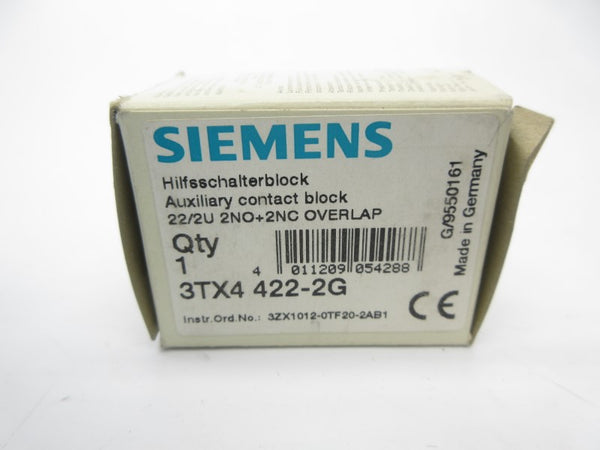 SIEMENS
Hilfsschalterblock
Auxiliary contact block
22/2U 2NO+2NC OVERLAP
Qty
1
4 011209 054288
3TX4 422-2G
Instr.Ord.No.: 3ZX1012-0TF20-2AB1
CE
G/9550161
Made in Germany